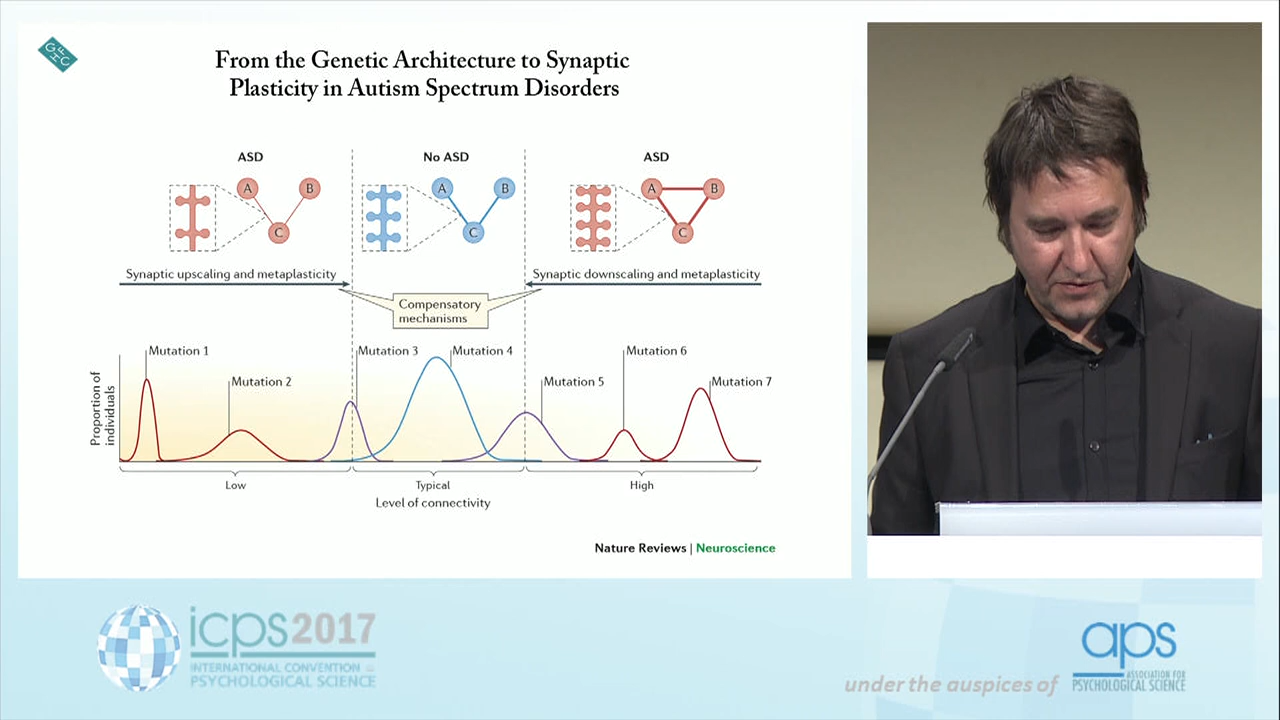 GHFC
From the Genetic Architecture to Synaptic
Plasticity in Autism Spectrum Disorders
ASD
No ASD
ASD
A
B
C
A
B
C
A
B
C
Synaptic upscaling and metaplasticity
Synaptic downscaling and metaplasticity
Compensatory
mechanisms
Mutation 1
Mutation 2
Mutation 3
Mutation 4
Mutation 5
Mutation 6
Mutation 7
Proportion of
individuals
Low
Typical
High
Level of connectivity
Nature Reviews | Neuroscience
icps2017
INTERNATIONAL CONVENTION of
PSYCHOLOGICAL SCIENCE
under the auspices of
aps
ASSOCIATION FOR
PSYCHOLOGICAL SCIENCE